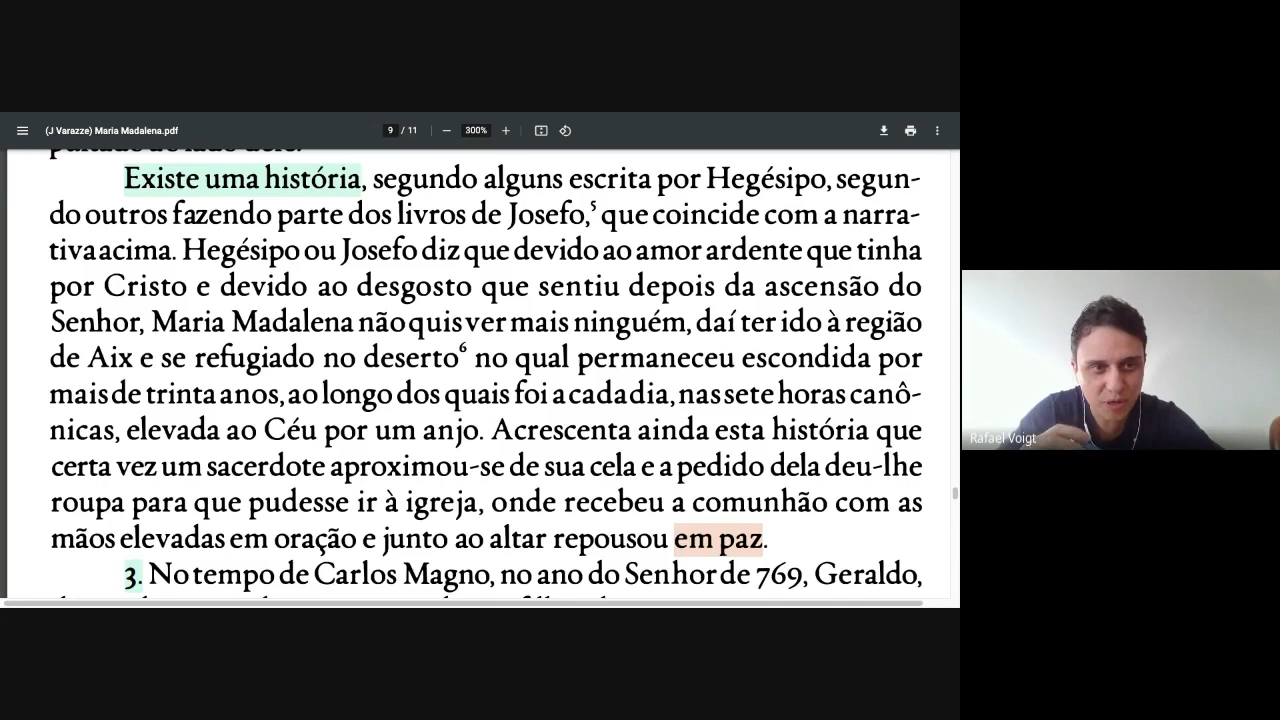 (J Varazze) Maria Madalena.pdf
9 / 11
300%
Existe uma história, segundo alguns escrita por Hegésipo, segun-
do outros fazendo parte dos livros de Josefo,⁵ que coincide com a narra-
tiva acima. Hegésipo ou Josefo diz que devido ao amor ardente que tinha
por Cristo e devido ao desgosto que sentiu depois da ascensão do
Senhor, Maria Madalena não quis ver mais ninguém, daí ter ido à região
de Aix e se refugiado no deserto⁶ no qual permaneceu escondida por
mais de trinta anos, ao longo dos quais foi a cada dia, nas sete horas canô-
nicas, elevada ao Céu por um anjo. Acrescenta ainda esta história que
certa vez um sacerdote aproximou-se de sua cela e a pedido dela deu-lhe
roupa para que pudesse ir à igreja, onde recebeu a comunhão com as
mãos elevadas em oração e junto ao altar repousou em paz.
3. No tempo de Carlos Magno, no ano do Senhor de 769, Geraldo,
Rafael Voigt